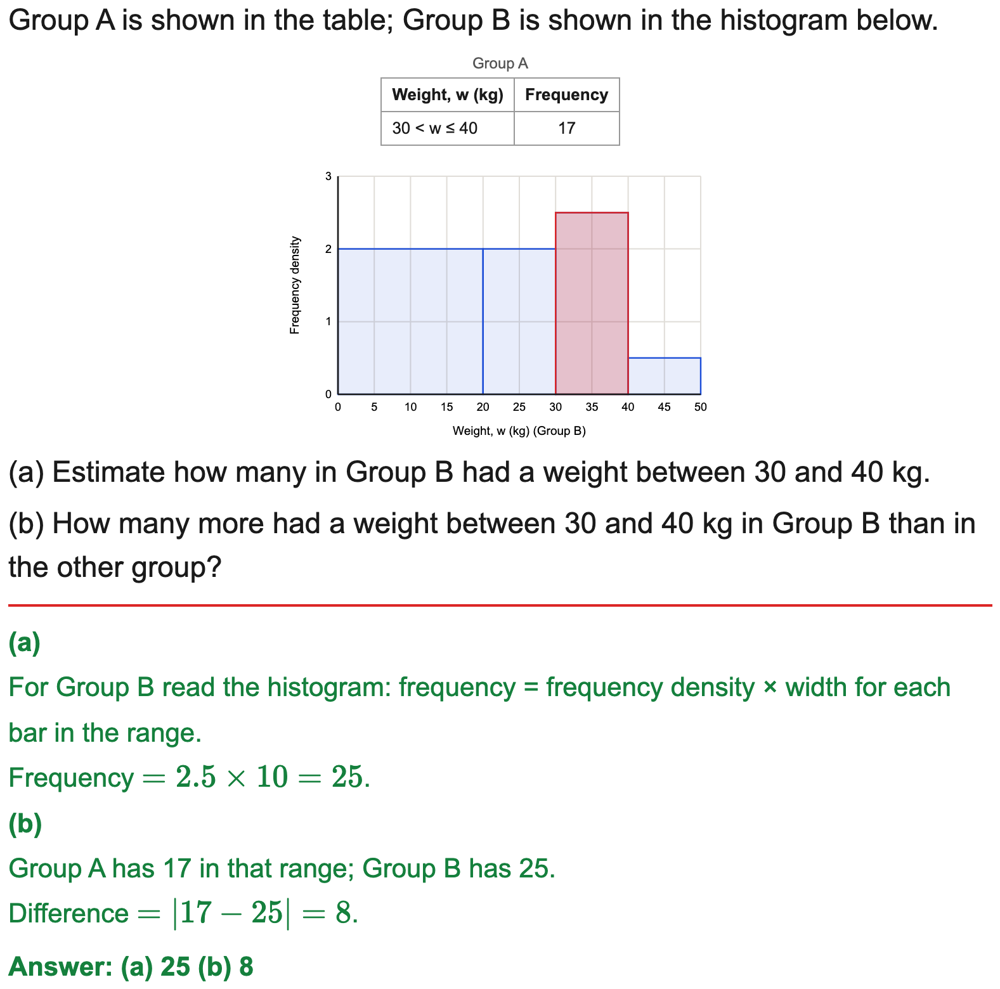 Group A is shown in the table; Group B is shown in the histogram below.
Group A
Weight, w (kg) Frequency
30 < w ≤ 40 17
3
2
1
0
Frequency density
0 5 10 15 20 25 30 35 40 45 50
Weight, w (kg) (Group B)
(a) Estimate how many in Group B had a weight between 30 and 40 kg.
(b) How many more had a weight between 30 and 40 kg in Group B than in
the other group?
(a)
For Group B read the histogram: frequency = frequency density × width for each
bar in the range.
Frequency = 2.5 × 10 = 25.
(b)
Group A has 17 in that range; Group B has 25.
Difference = |17 − 25| = 8.
Answer: (a) 25 (b) 8